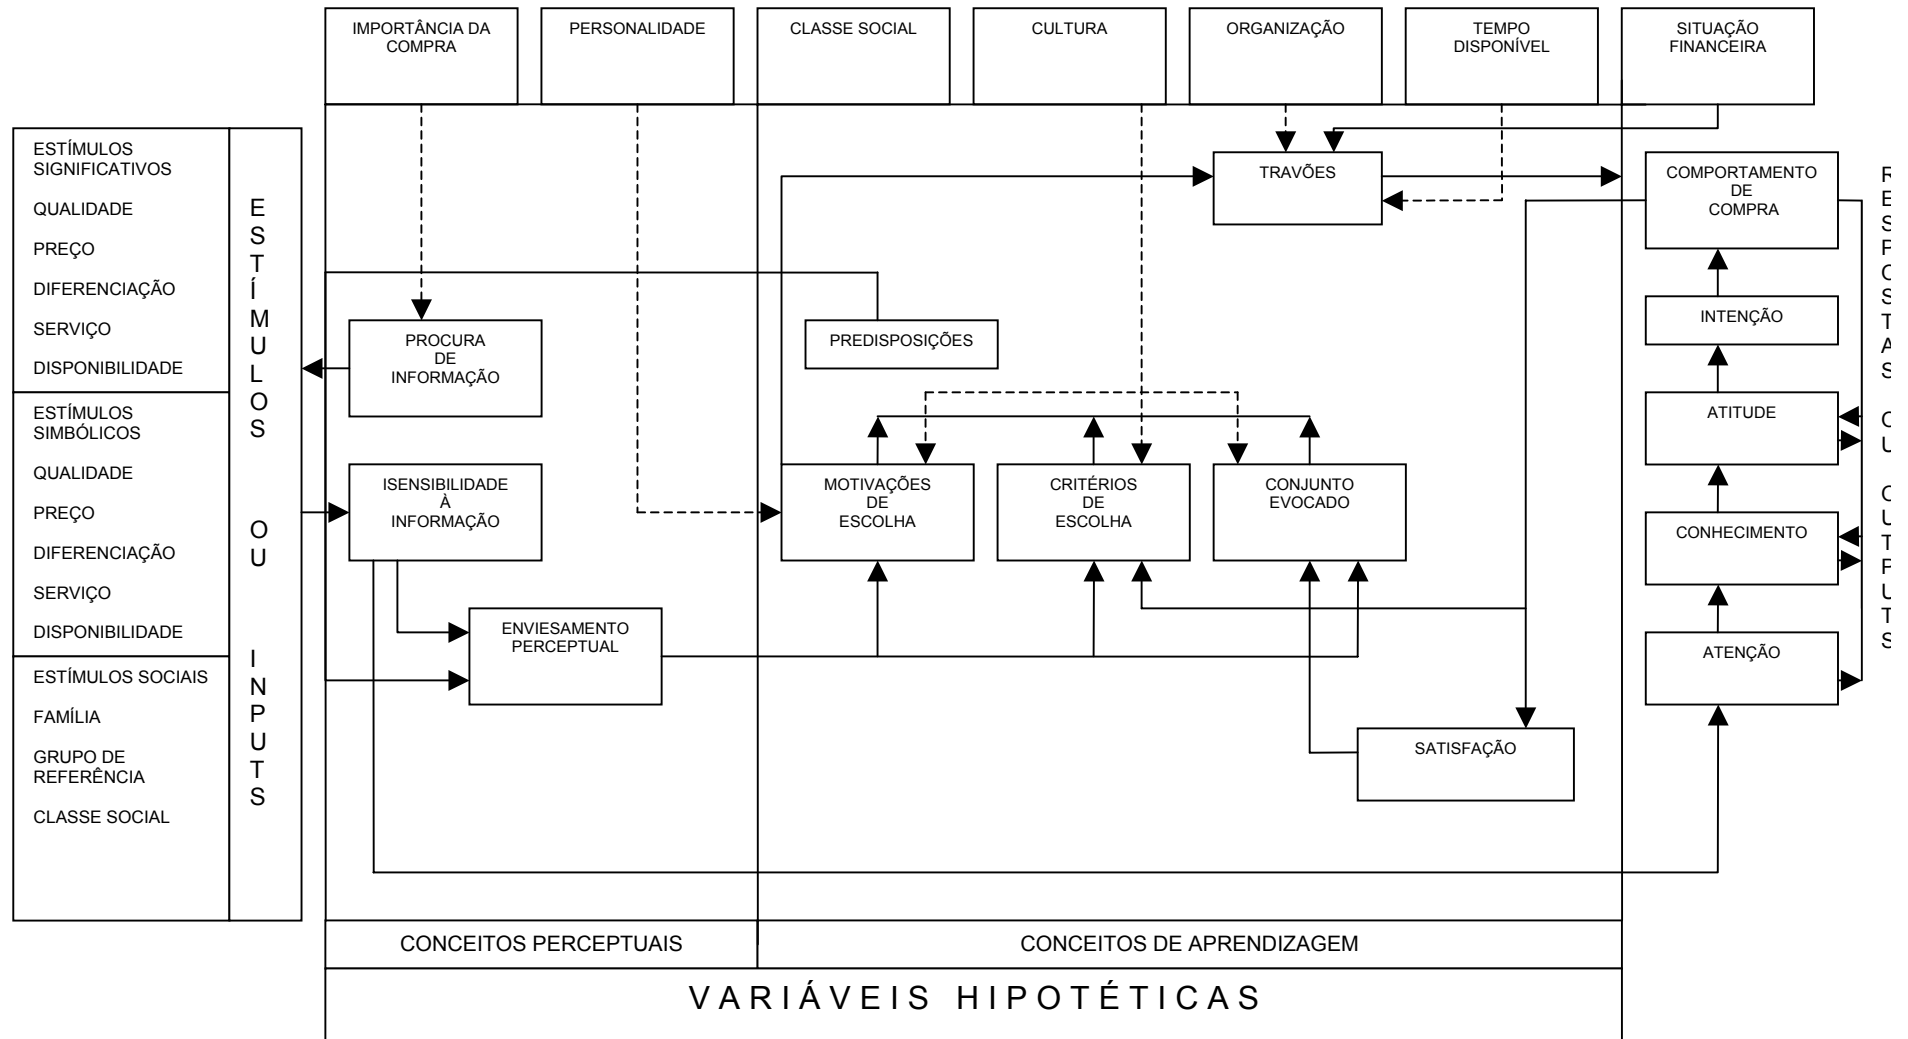 IMPORTÂNCIA DA
COMPRA
PERSONALIDADE
CLASSE SOCIAL
CULTURA
ORGANIZAÇÃO
TEMPO
DISPONÍVEL
SITUAÇÃO
FINANCEIRA
ESTÍMULOS
SIGNIFICATIVOS
QUALIDADE
PREÇO
DIFERENCIAÇÃO
SERVIÇO
DISPONIBILIDADE
ESTÍMULOS
SIMBÓLICOS
QUALIDADE
PREÇO
DIFERENCIAÇÃO
SERVIÇO
DISPONIBILIDADE
ESTÍMULOS SOCIAIS
FAMÍLIA
GRUPO DE
REFERÊNCIA
CLASSE SOCIAL
ESTÍMULOS OU INPUTS
PROCURA
DE
INFORMAÇÃO
ISENSIBILIDADE
À
INFORMAÇÃO
ENVIESAMENTO
PERCEPTUAL
TRAVÕES
PREDISPOSIÇÕES
MOTIVAÇÕES
DE
ESCOLHA
CRITÉRIOS
DE
ESCOLHA
CONJUNTO
EVOCADO
SATISFAÇÃO
COMPORTAMENTO
DE
COMPRA
INTENÇÃO
ATITUDE
CONHECIMENTO
ATENÇÃO
RESPOSTAS OU OUTPUTS
CONCEITOS PERCEPTUAIS
CONCEITOS DE APRENDIZAGEM
VARIÁVEIS HIPOTÉTICAS